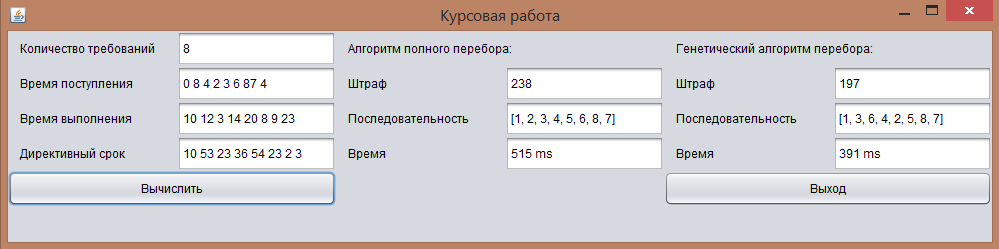 Курсовая работа
Количество требований 8 Алгоритм полного перебора: Генетический алгоритм перебора:
Время поступления 0 8 4 2 3 6 87 4 Штраф 238 Штраф 197
Время выполнения 10 12 3 14 20 8 9 23 Последовательность [1, 2, 3, 4, 5, 6, 8, 7] Последовательность [1, 3, 6, 4, 2, 5, 8, 7]
Директивный срок 10 53 23 36 54 23 2 3 Время 515 ms Время 391 ms
Вычислить Выход